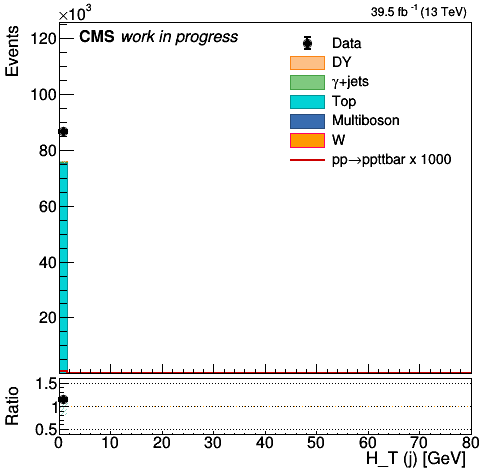 ×10³
39.5 fb⁻¹ (13 TeV)
CMS work in progress
Events
120
100
80
60
40
20
Data
DY
γ+jets
Top
Multiboson
W
pp→ppttbar x 1000
Ratio
1.5
1
0.5
0 10 20 30 40 50 60 70 80
H_T (j) [GeV]